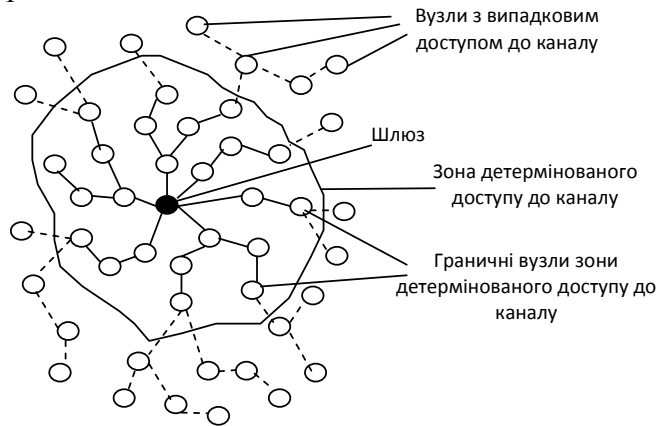 Вузли з випадковим
доступом до каналу
Шлюз
Зона детермінованого
доступу до каналу
Граничні вузли зони
детермінованого доступу до
каналу